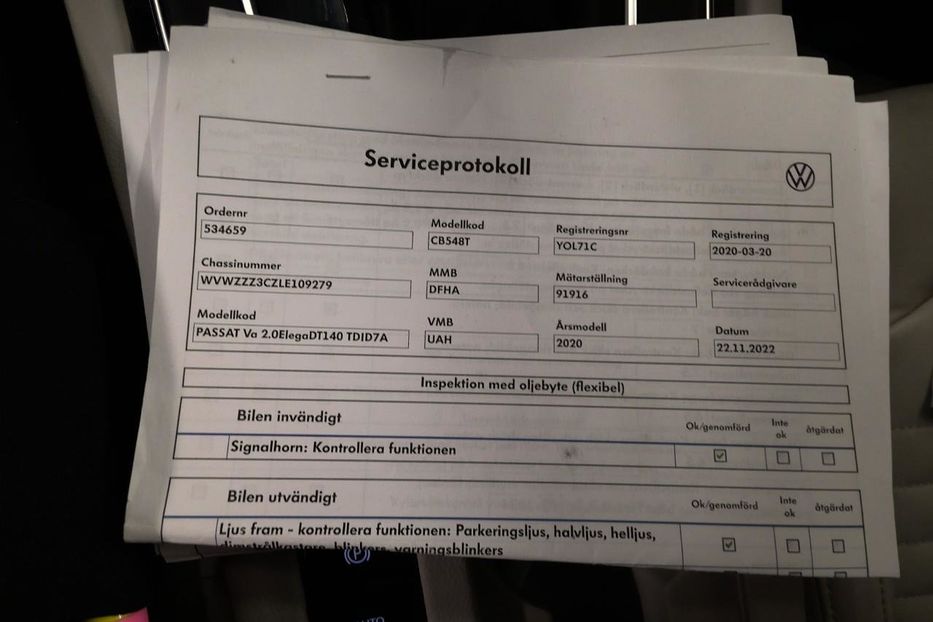 Serviceprotokoll
Ordernr Modellkod Registreringsnr Registrering
534659 CB548T YOL71C 2020-03-20
Chassinummer MMB Mätarställning Servicerådgivare
WVWZZZ3CZLE109279 DFHA 91916
Modellkod VMB Årsmodell Datum
PASSAT Va 2.0ElegaDT140 TDID7A UAH 2020 22.11.2022
Inspektion med oljebyte (flexibel)
Bilen invändigt Ok/genomförd Inte ok åtgärdat
Signalhorn: Kontrollera funktionen
Bilen utvändigt Ok/genomförd Inte ok åtgärdat
Ljus fram - kontrollera funktionen: Parkeringsljus, halvljus, helljus,
varningsblinkers